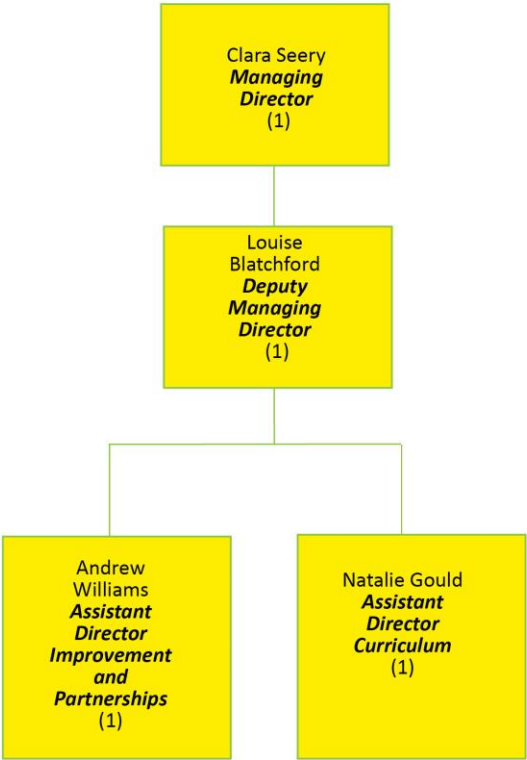 Clara Seery
Managing
Director
(1)
Louise
Blatchford
Deputy
Managing
Director
(1)
Andrew
Williams
Assistant
Director
Improvement
and
Partnerships
(1)
Natalie Gould
Assistant
Director
Curriculum
(1)